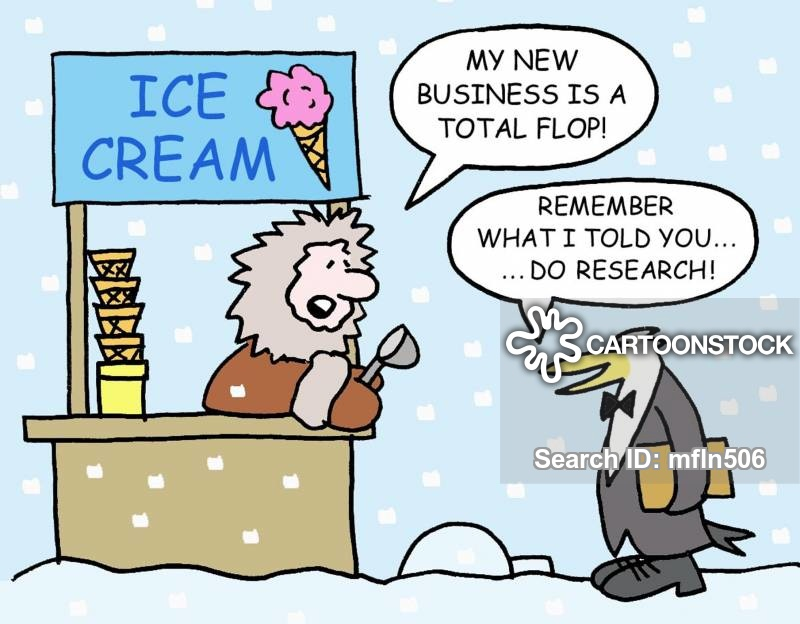 ICE
CREAM
MY NEW
BUSINESS IS A
TOTAL FLOP!
REMEMBER
WHAT I TOLD YOU...
...DO RESEARCH!
CARTOONSTOCK
Search ID: mfln506